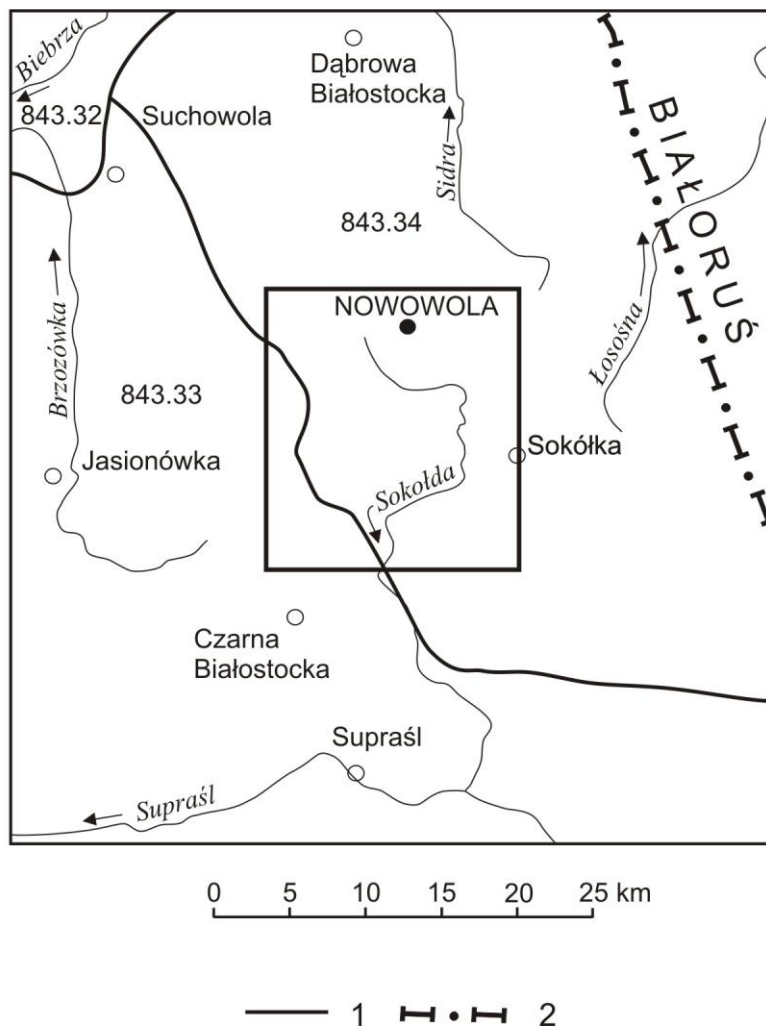 Biebrza
Dąbrowa
Białostocka
843.32
Suchowola
BIAŁORUŚ
Sidra
843.34
NOWOWOLA
Łosośna
Brzozówka
843.33
Jasionówka
Sokółka
Sokołda
Czarna
Białostocka
Supraśl
Supraśl
0 5 10 15 20 25 km
1 2